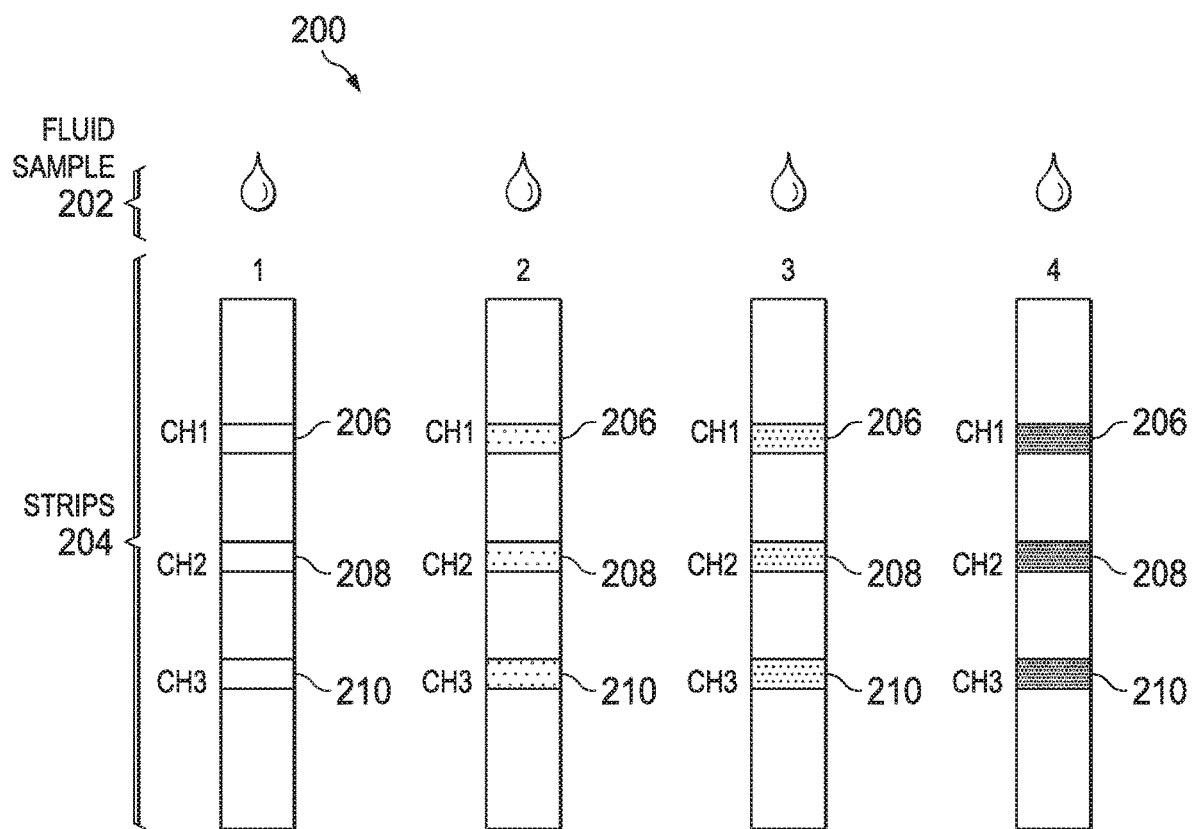 200
FLUID
SAMPLE
202
1 2 3 4
CH1 206 CH1 206 CH1 206 CH1 206
STRIPS
204
CH2 208 CH2 208 CH2 208 CH2 208
CH3 210 CH3 210 CH3 210 CH3 210